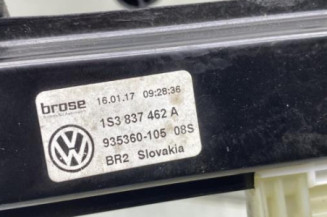 brose 16.01.17 09:28:36
1S3 837 462 A
935360-105 08S
BR2 Slovakia